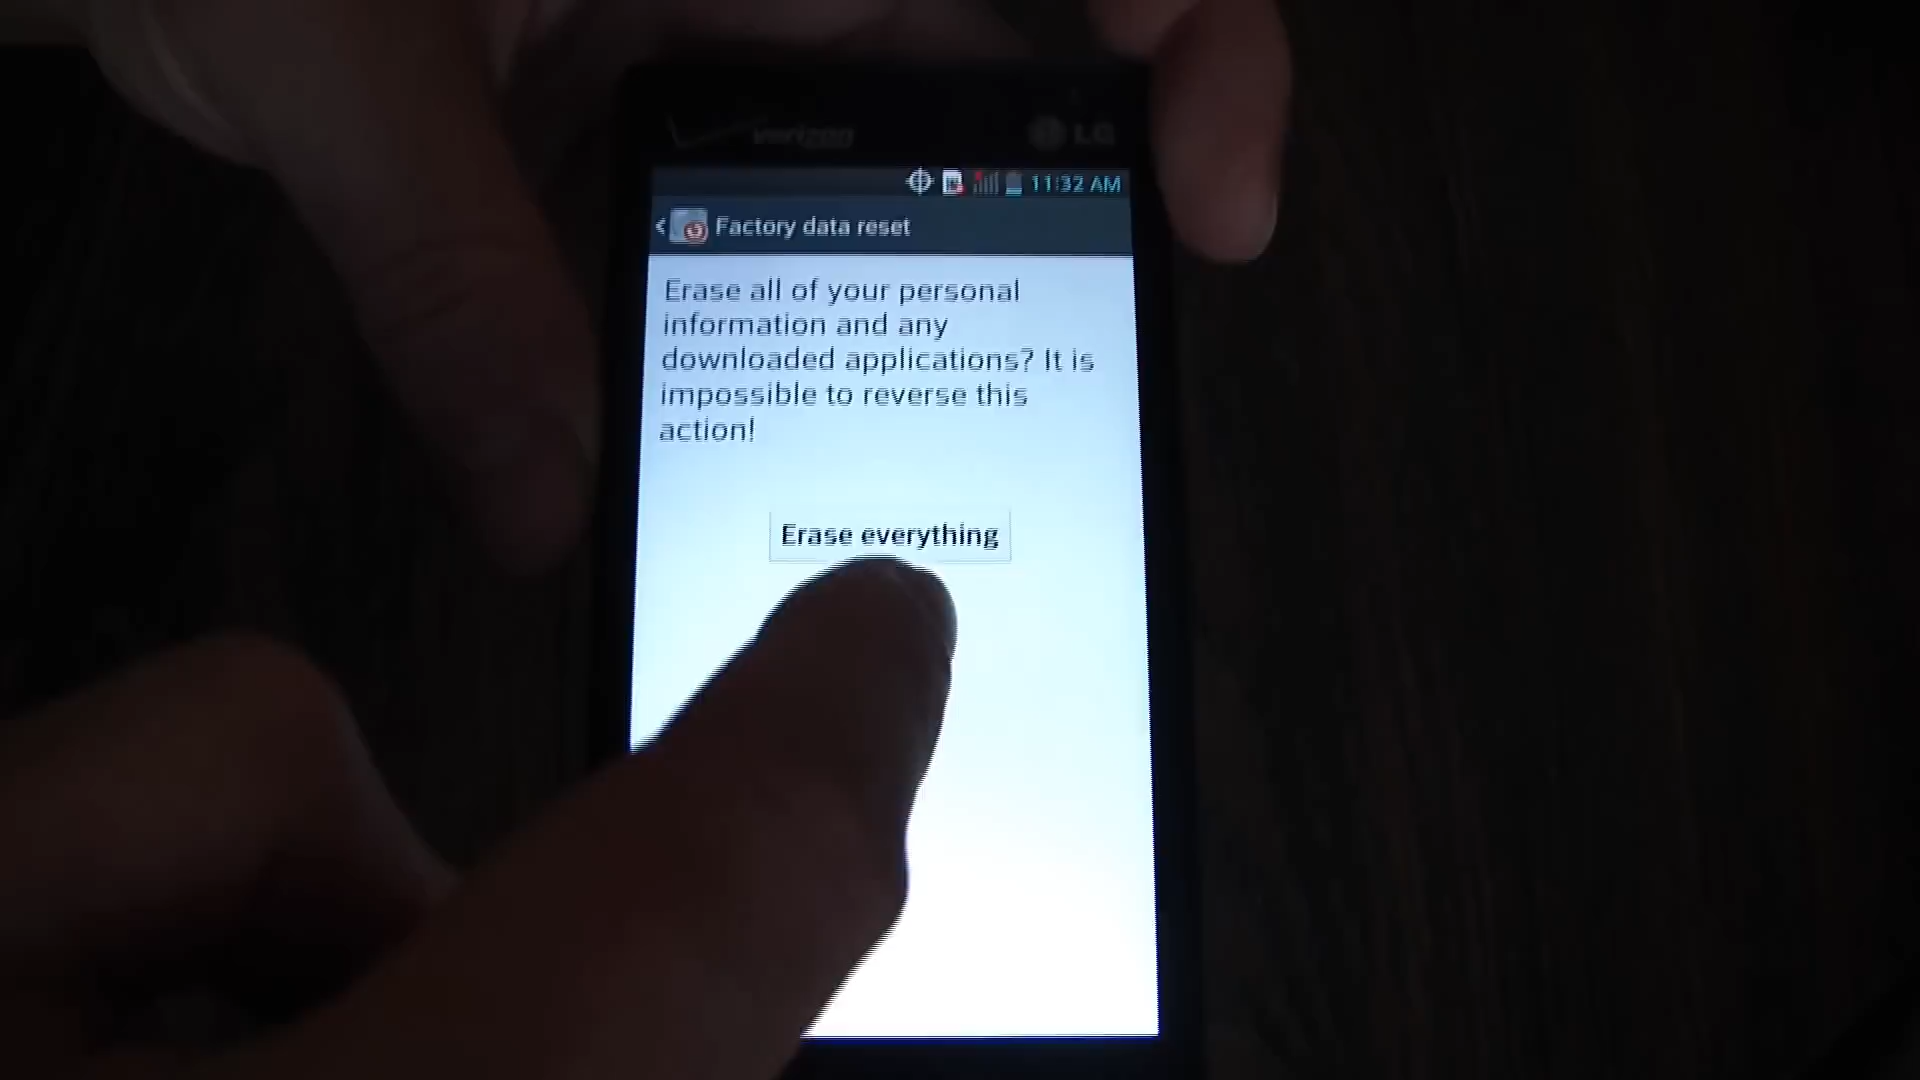 verizon
LG
11:32 AM
Factory data reset
Erase all of your personal
information and any
downloaded applications? It is
impossible to reverse this
action!
Erase everything